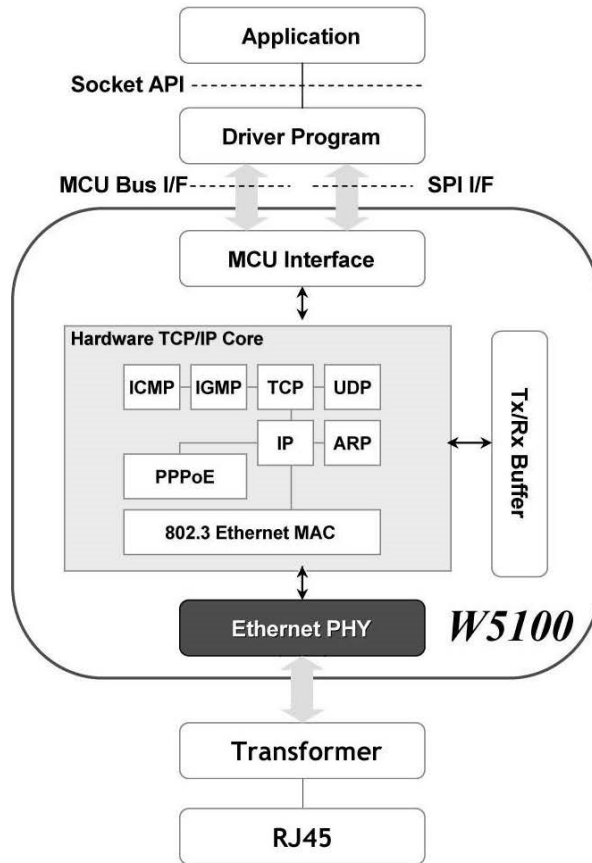 Application
Socket API
Driver Program
MCU Bus I/F
SPI I/F
MCU Interface
Hardware TCP/IP Core
ICMP
IGMP
TCP
UDP
IP
ARP
PPPoE
802.3 Ethernet MAC
Tx/Rx Buffer
Ethernet PHY
W5100
Transformer
RJ45